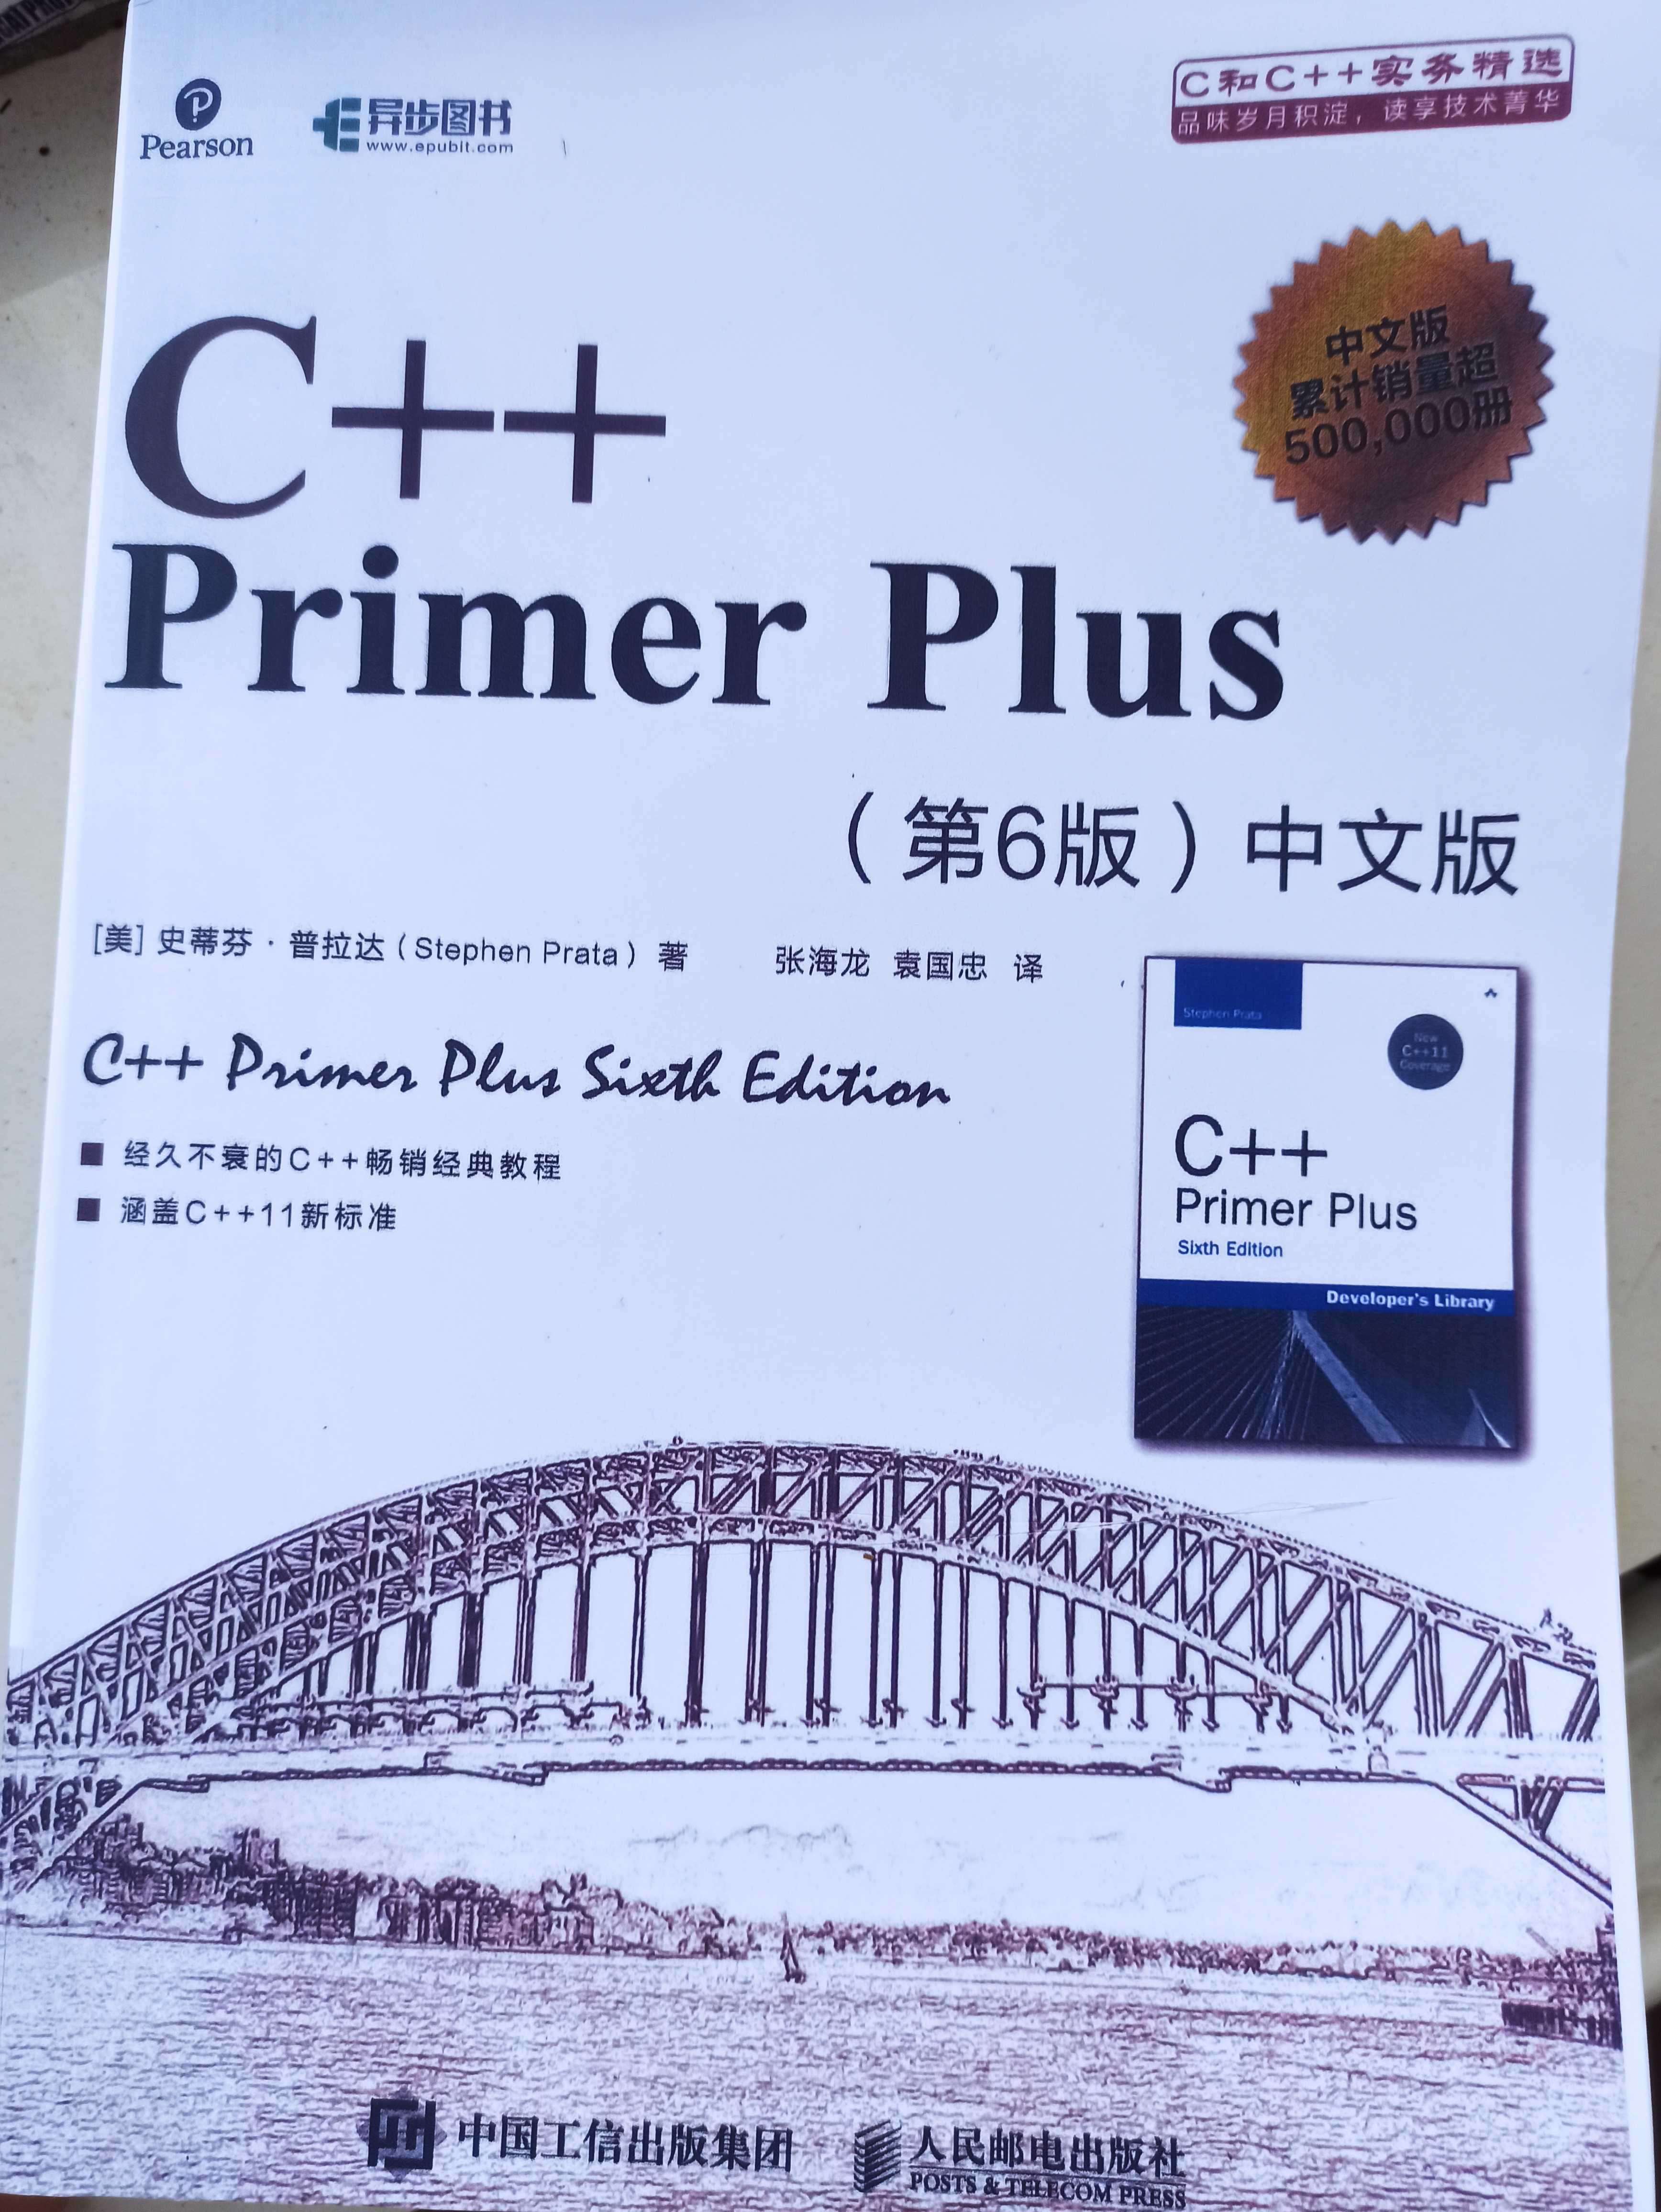 Pearson
异步图书
www.epubit.com
C和C++实务精选
品味岁月积淀，读享技术菁华
中文版
累计销量超
500,000册
C++
Primer Plus
（第6版）中文版
[美] 史蒂芬·普拉达（Stephen Prata）著 张海龙 袁国忠 译
C++ Primer Plus Sixth Edition
■ 经久不衰的C++畅销经典教程
■ 涵盖C++11新标准
Stephen Prata
New
C++11
Coverage
C++
Primer Plus
Sixth Edition
Developer's Library
中国工信出版集团
人民邮电出版社
POSTS & TELECOM PRESS